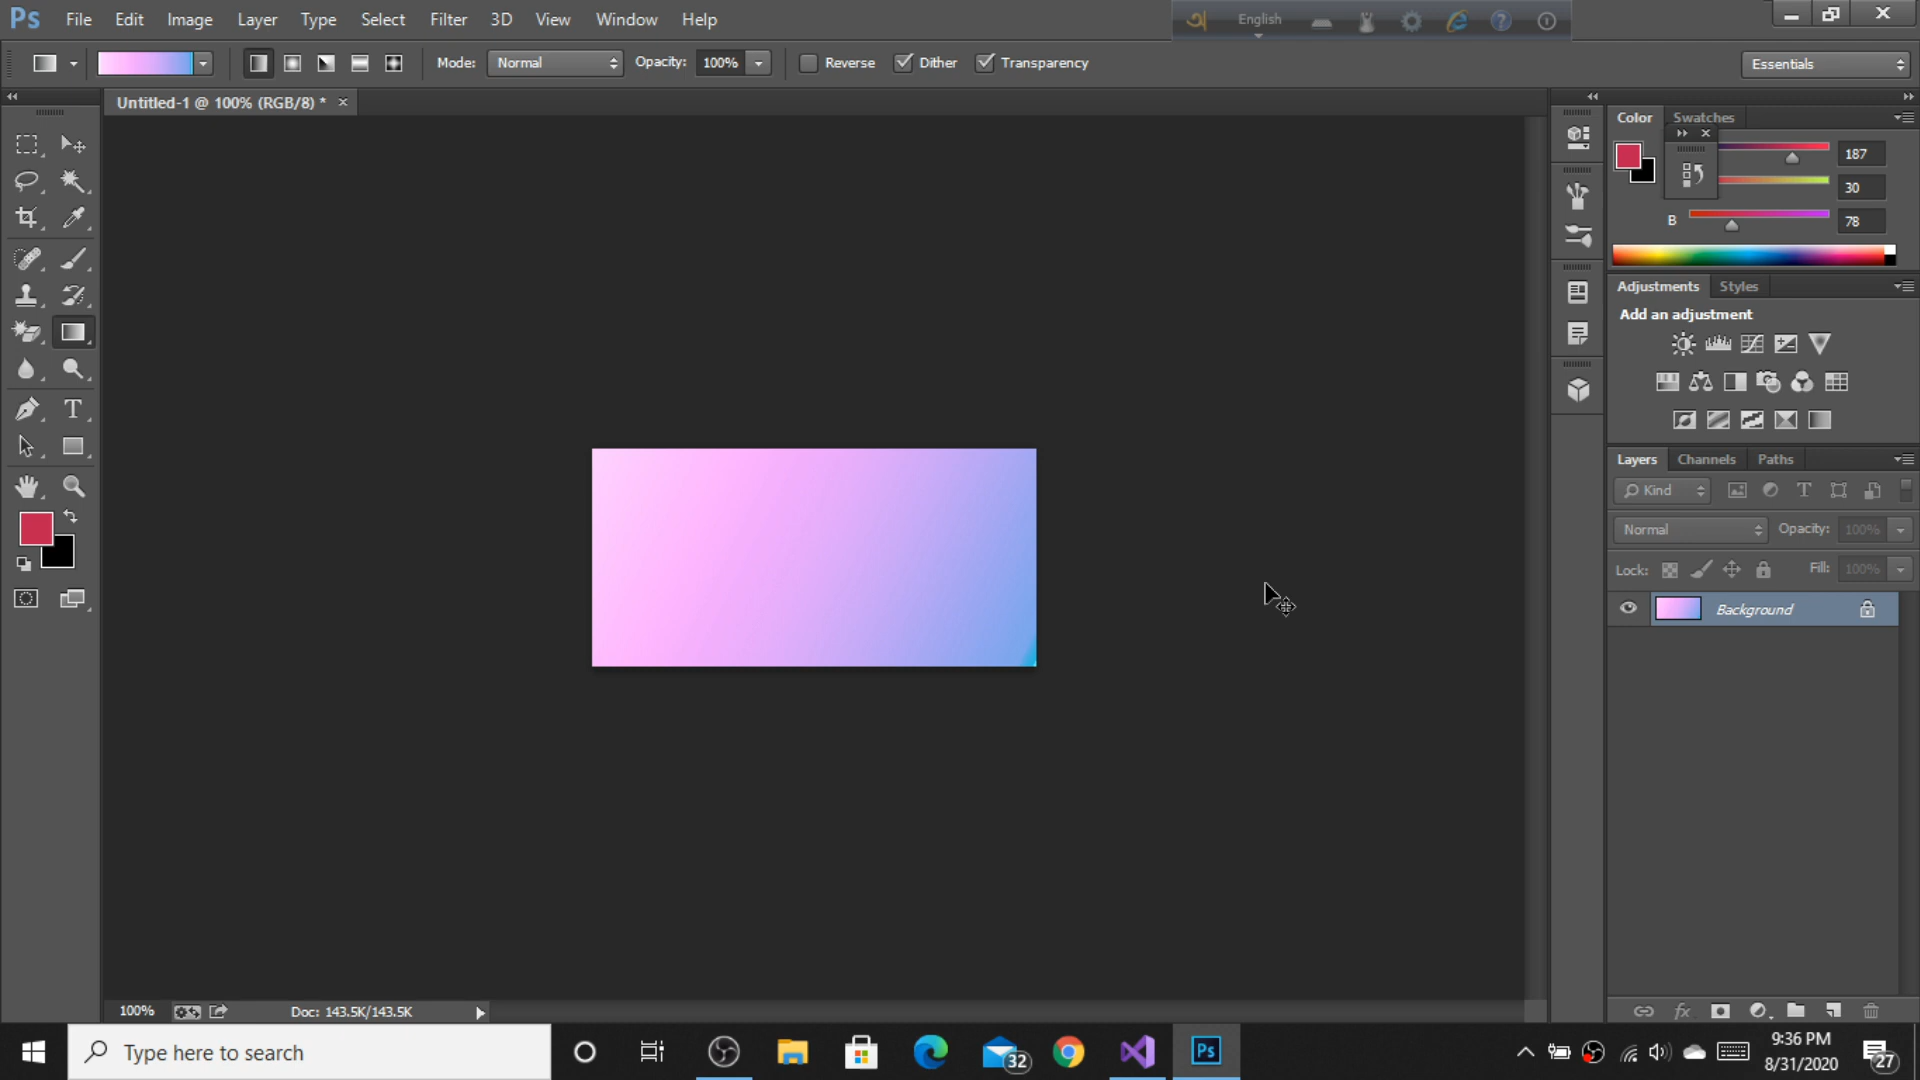 Ps File Edit Image Layer Type Select Filter 3D View Window Help
অ English
Mode: Normal Opacity: 100% Reverse Dither Transparency Essentials
Untitled-1 @ 100% (RGB/8) * ×
Color Swatches
187
30
B 78
Adjustments Styles
Add an adjustment
Layers Channels Paths
Kind
Normal Opacity: 100%
Lock: Fill: 100%
Background
100% Doc: 143.5K/143.5K
Type here to search
32
Ps
9:36 PM
8/31/2020
27